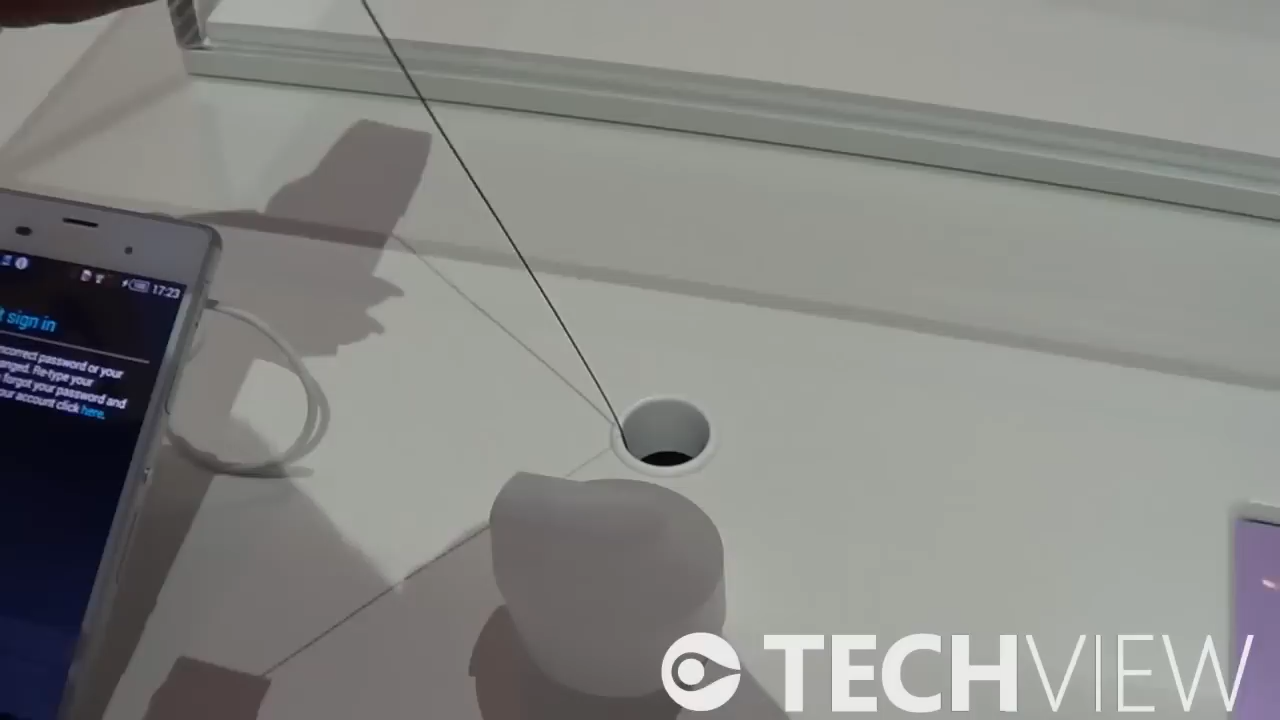 17:23
t sign in
ncorrect password or your
anged. Re-type your
forgot your password and
our account click here.
TECHVIEW